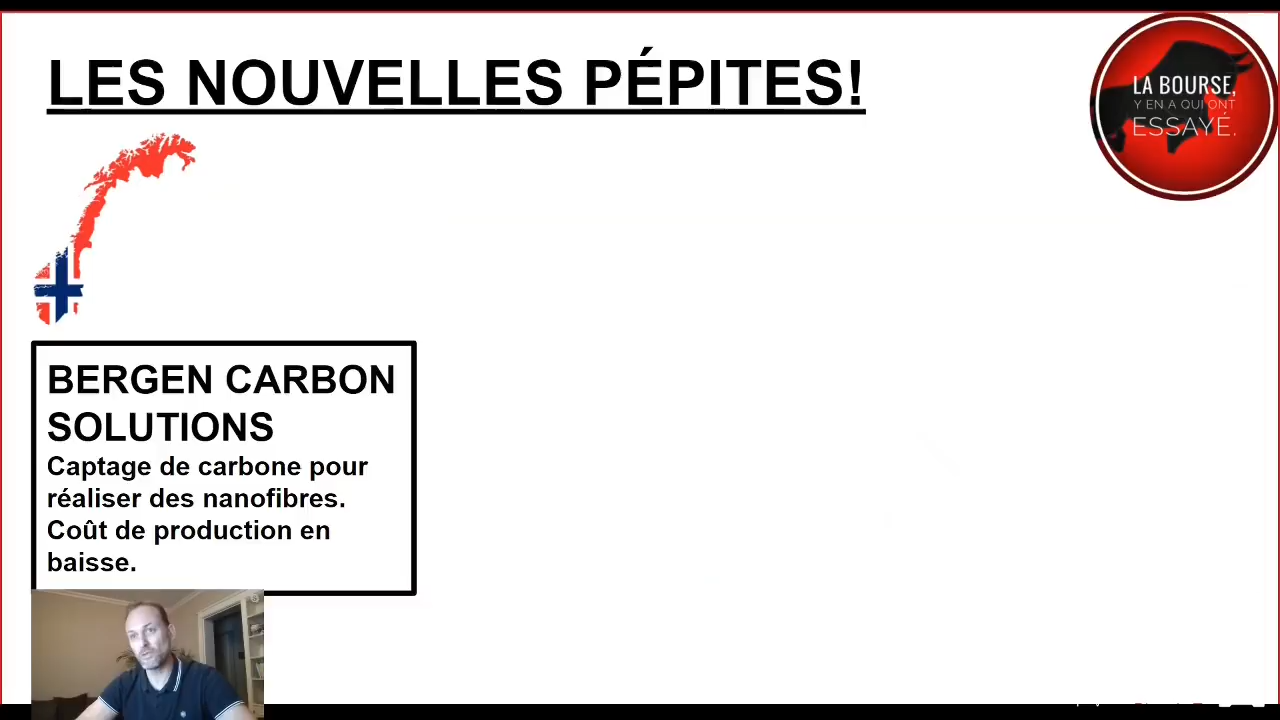 LES NOUVELLES PÉPITES!
LA BOURSE,
Y EN A QUI ONT
ESSAYÉ.
BERGEN CARBON
SOLUTIONS
Captage de carbone pour
réaliser des nanofibres.
Coût de production en
baisse.